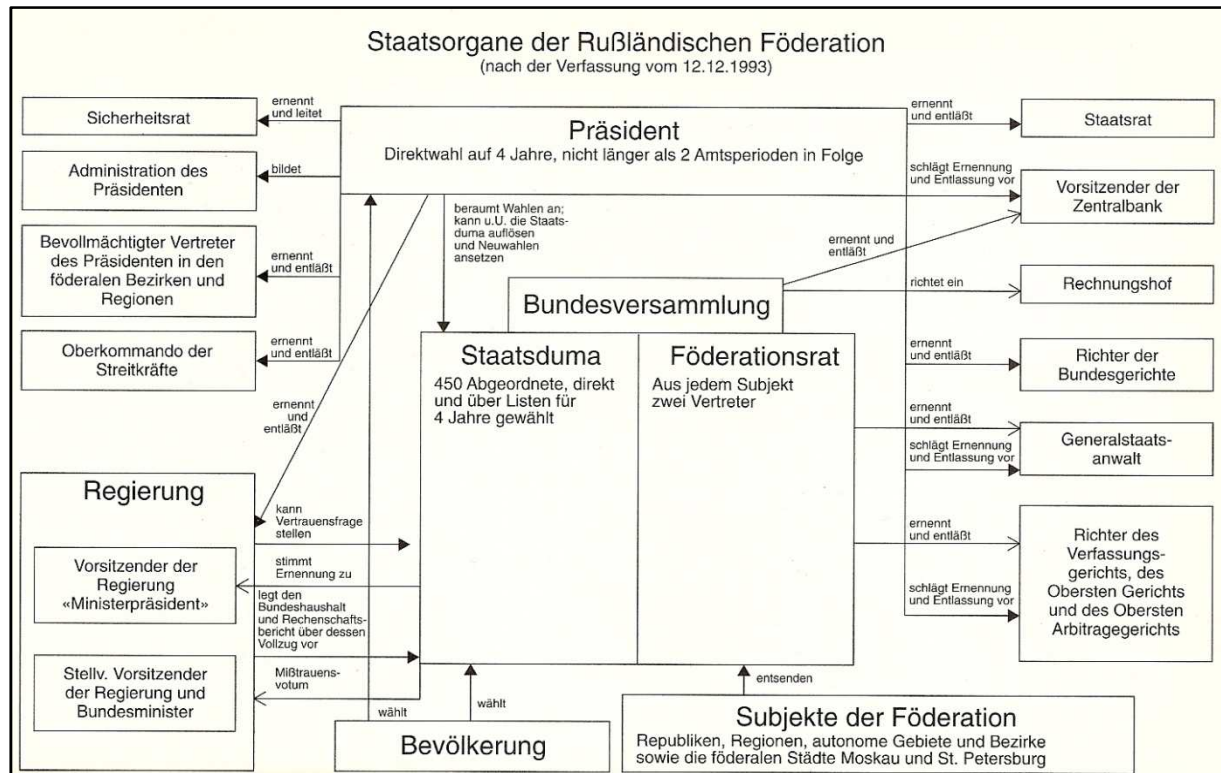 Staatsorgane der Rußländischen Föderation
(nach der Verfassung vom 12.12.1993)
Sicherheitsrat
ernennt
und leitet
Präsident
Direktwahl auf 4 Jahre, nicht länger als 2 Amtsperioden in Folge
ernennt
und entläßt
Staatsrat
Administration des
Präsidenten
bildet
schlägt Ernennung
und Entlassung vor
Vorsitzender der
Zentralbank
beraumt Wahlen an;
kann u.U. die Staats-
duma auflösen
und Neuwahlen
ansetzen
Bevollmächtigter Vertreter
des Präsidenten in den
föderalen Bezirken und
Regionen
ernennt
und entläßt
ernennt und
entläßt
richtet ein
Rechnungshof
Bundesversammlung
Oberkommando der
Streitkräfte
ernennt
und entläßt
Staatsduma
450 Abgeordnete, direkt
und über Listen für
4 Jahre gewählt
Föderationsrat
Aus jedem Subjekt
zwei Vertreter
ernennt
und entläßt
Richter der
Bundesgerichte
ernennt
und
entläßt
ernennt
und entläßt
schlägt Ernennung
und Entlassung vor
Generalstaats-
anwalt
Regierung
kann
Vertrauensfrage
stellen
Vorsitzender der
Regierung
«Ministerpräsident»
stimmt
Ernennung zu
legt den
Bundeshaushalt
und Rechenschafts-
bericht über dessen
Vollzug vor
ernennt
und entläßt
schlägt Ernennung
und Entlassung vor
Richter des
Verfassungs-
gerichts, des
Obersten Gerichts
und des Obersten
Arbitragegerichts
Stellv. Vorsitzender
der Regierung und
Bundesminister
Mißtrauens-
votum
wählt
wählt
entsenden
Bevölkerung
Subjekte der Föderation
Republiken, Regionen, autonome Gebiete und Bezirke
sowie die föderalen Städte Moskau und St. Petersburg